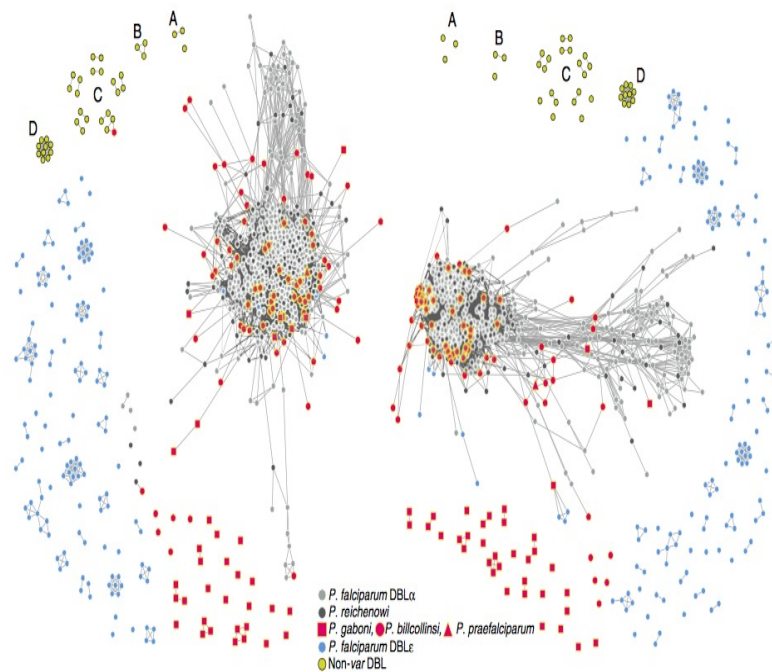 A
B
C
D
A
B
C
D
P. falciparum DBLα
P. reichenowi
P. gaboni, P. billcollinsi, P. praefalciparum
P. falciparum DBLε
Non-var DBL